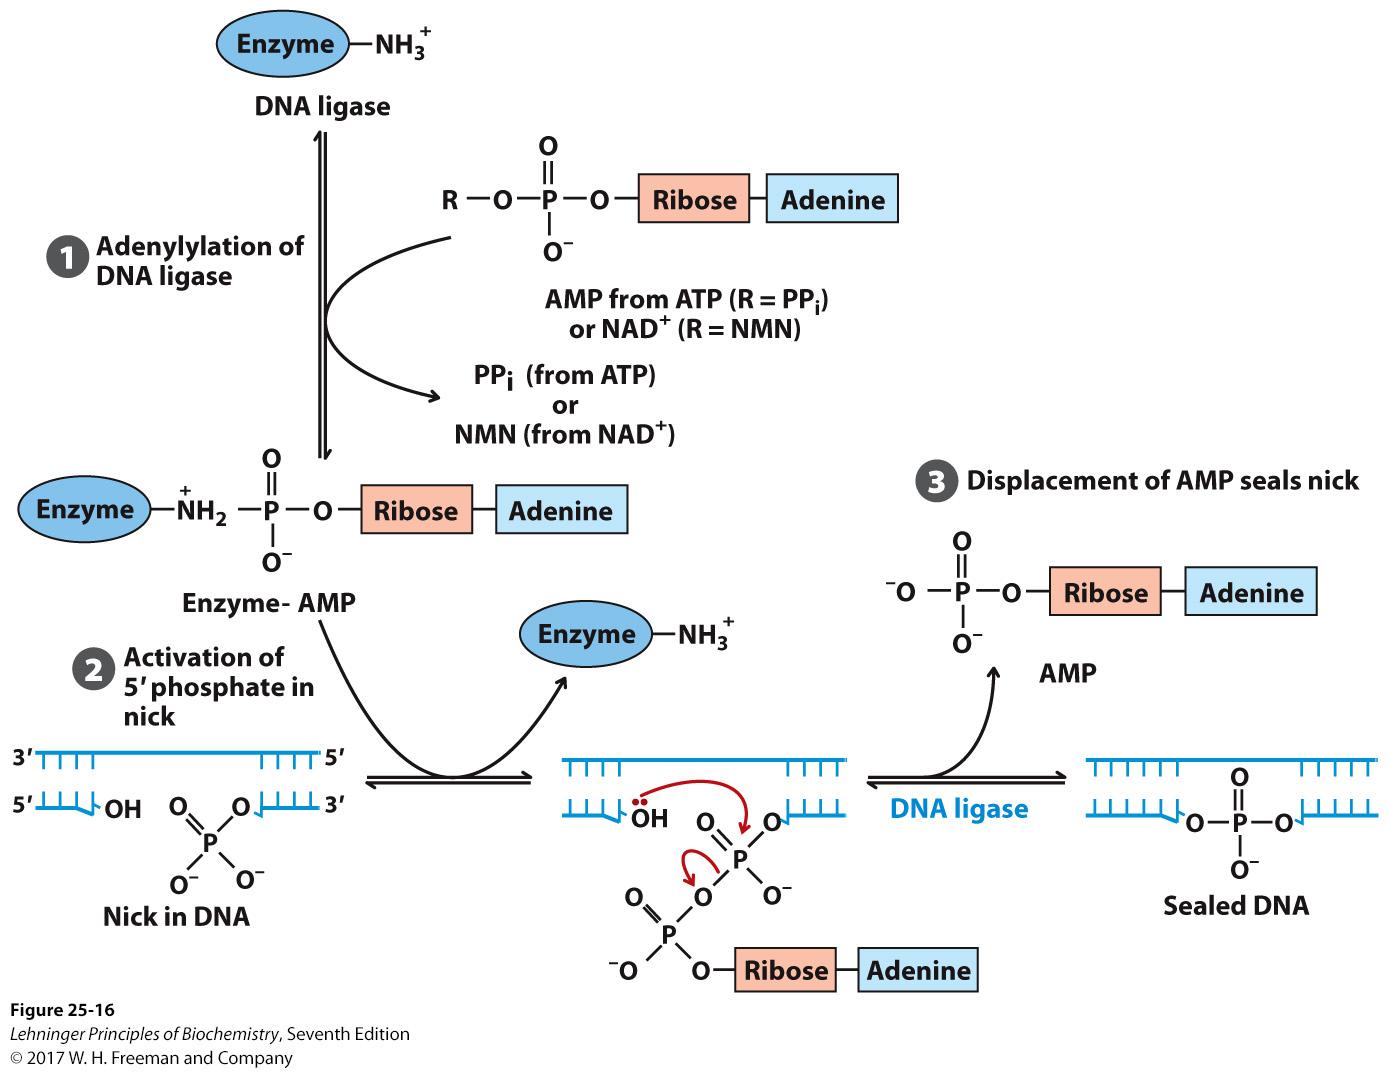 Enzyme—NH3+
DNA ligase
O
R—O—P—O—Ribose—Adenine
O−
1 Adenylylation of
DNA ligase
AMP from ATP (R = PPi)
or NAD+ (R = NMN)
PPi (from ATP)
or
NMN (from NAD+)
O
Enzyme—NH2+—P—O—Ribose—Adenine
O−
Enzyme- AMP
3 Displacement of AMP seals nick
O
−O—P—O—Ribose—Adenine
O−
AMP
Enzyme—NH3+
2 Activation of
5′ phosphate in
nick
3′ 5′
5′ OH O O 3′
P
O− O−
Nick in DNA
OH O O
P
O O−
O
P
−O O—Ribose—Adenine
DNA ligase
O
O—P—O
O−
Sealed DNA
Figure 25-16
Lehninger Principles of Biochemistry, Seventh Edition
© 2017 W. H. Freeman and Company